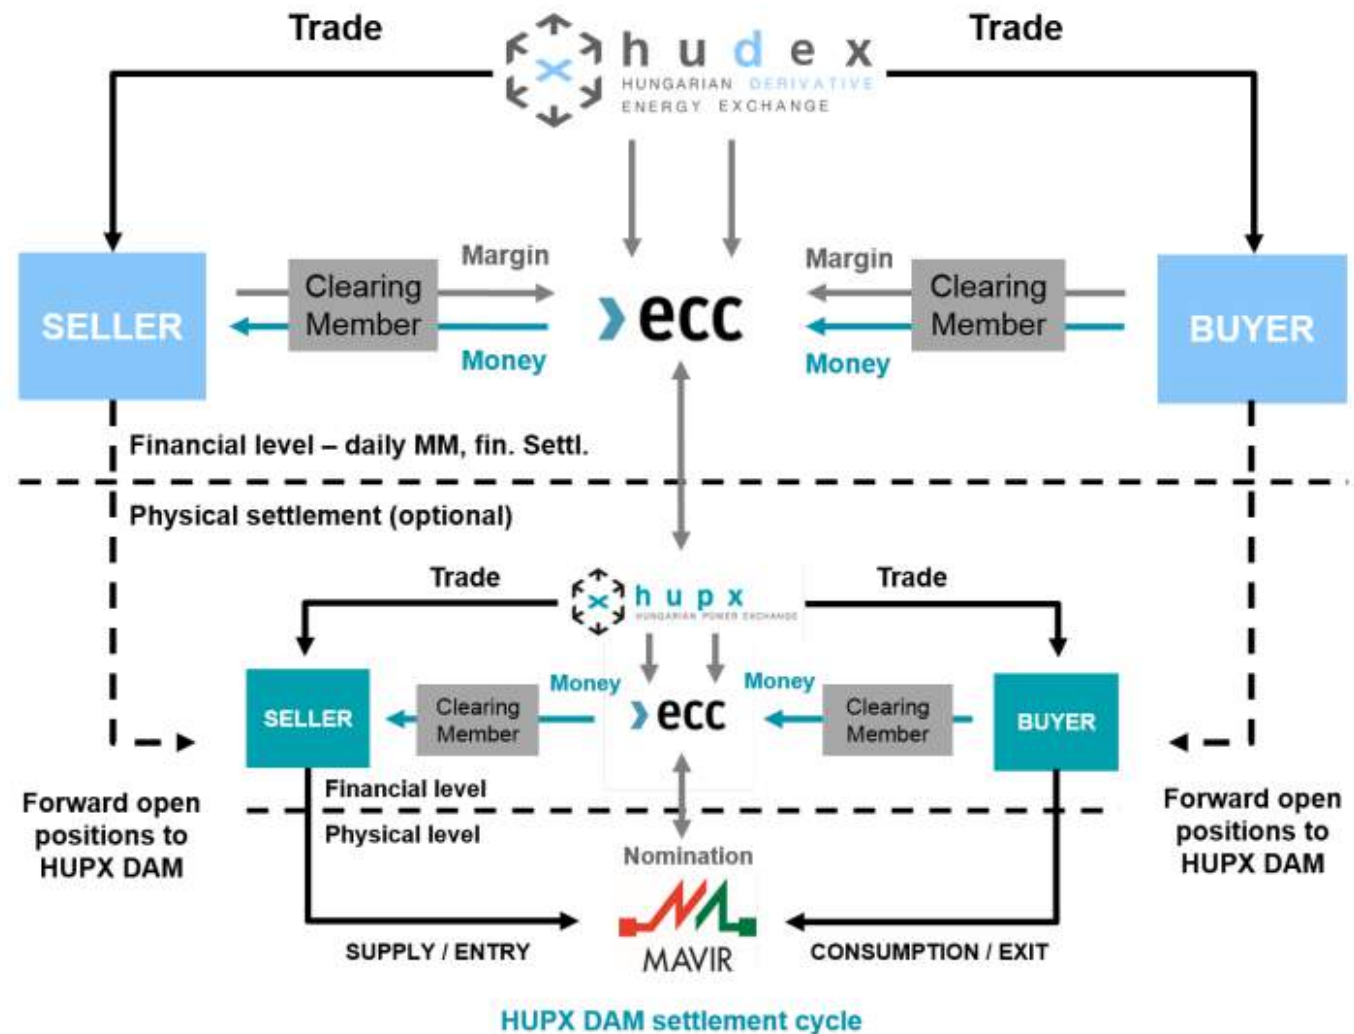 Trade
Trade
hudex
HUNGARIAN DERIVATIVE
ENERGY EXCHANGE
SELLER
Clearing
Member
Margin
Money
ecc
Margin
Money
Clearing
Member
BUYER
Financial level – daily MM, fin. Settl.
Physical settlement (optional)
Trade
hupx
HUNGARIAN POWER EXCHANGE
Trade
SELLER
Clearing
Member
Money
ecc
Money
Clearing
Member
BUYER
Financial level
Physical level
Forward open
positions to
HUPX DAM
Forward open
positions to
HUPX DAM
Nomination
MAVIR
SUPPLY / ENTRY
CONSUMPTION / EXIT
HUPX DAM settlement cycle